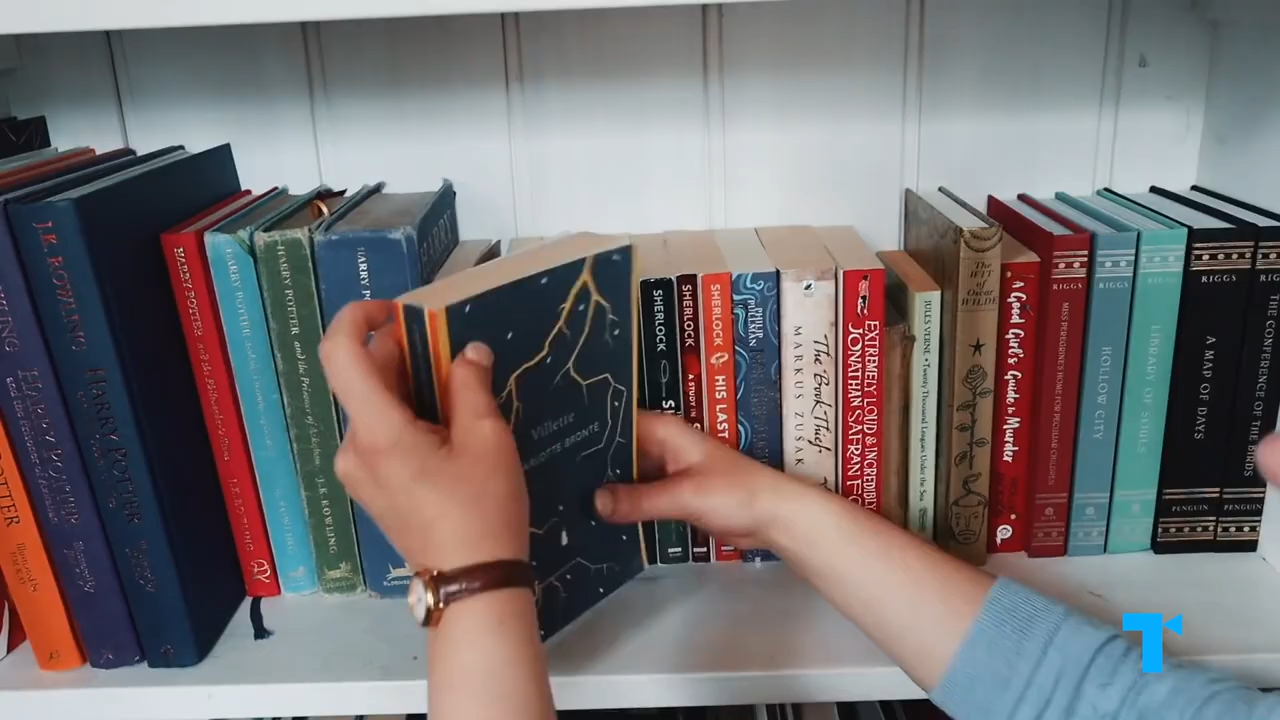 J.K. ROWLING
HARRY POTTER
HARRY POTTER and the Philosopher's Stone J.K. ROWLING
HARRY POTTER
HARRY POTTER and the Prisoner of Azkaban J.K. ROWLING
HARRY POTTER
HARRY
Villette
CHARLOTTE BRONTË
SHERLOCK
SHERLOCK A STUDY IN
SHERLOCK HIS LAST
The Book Thief
MARKUS ZUSAK
EXTREMELY LOUD & INCREDIBLY
JONATHAN SAFRAN FO
JULES VERNE • Twenty Thousand Leagues Under the Sea
The
WIT
of
Oscar
WILDE
A Good Girl's Guide to Murder
RIGGS
MISS PEREGRINE'S HOME FOR PECULIAR CHILDREN
RIGGS
HOLLOW CITY
RIGGS
LIBRARY OF SOULS
RIGGS
A MAP OF DAYS
PENGUIN
RIGGS
THE CONFERENCE OF THE BIRDS
PENGUIN